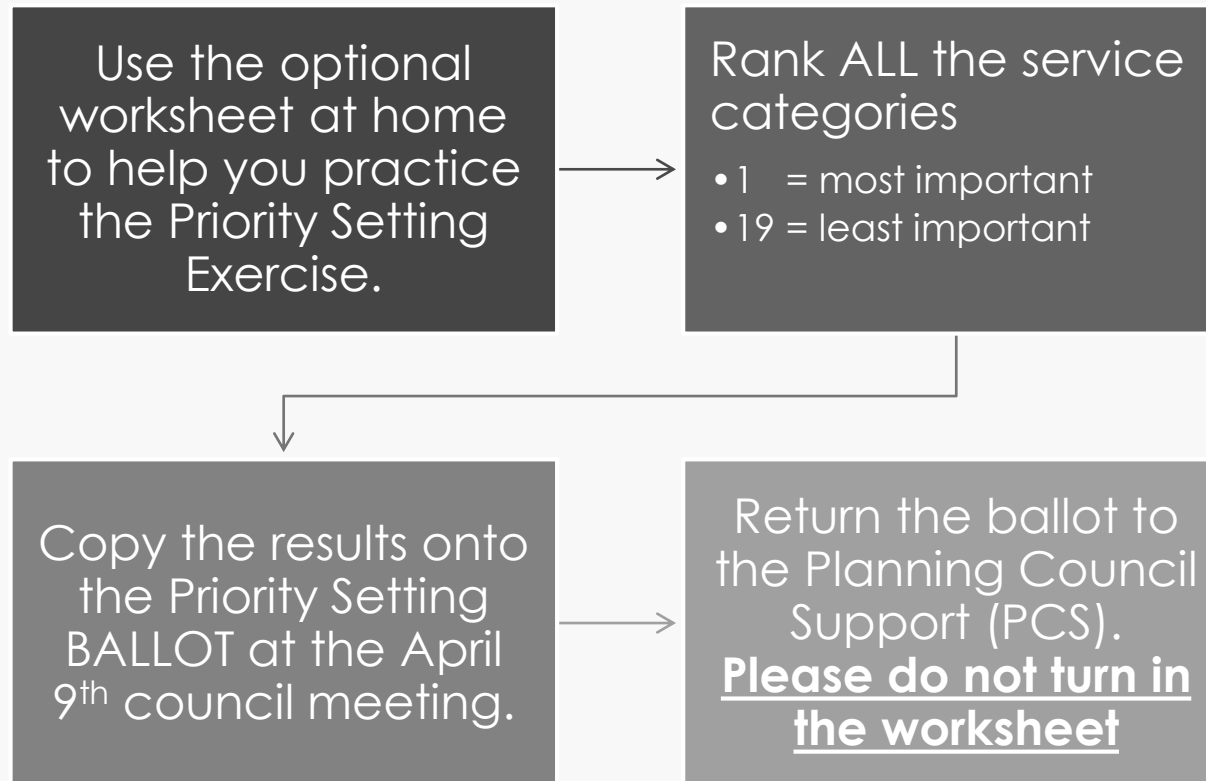 Use the optional
worksheet at home
to help you practice
the Priority Setting
Exercise.
Rank ALL the service
categories
•1 = most important
•19 = least important
Copy the results onto
the Priority Setting
BALLOT at the April
9th council meeting.
Return the ballot to
the Planning Council
Support (PCS).
Please do not turn in
the worksheet